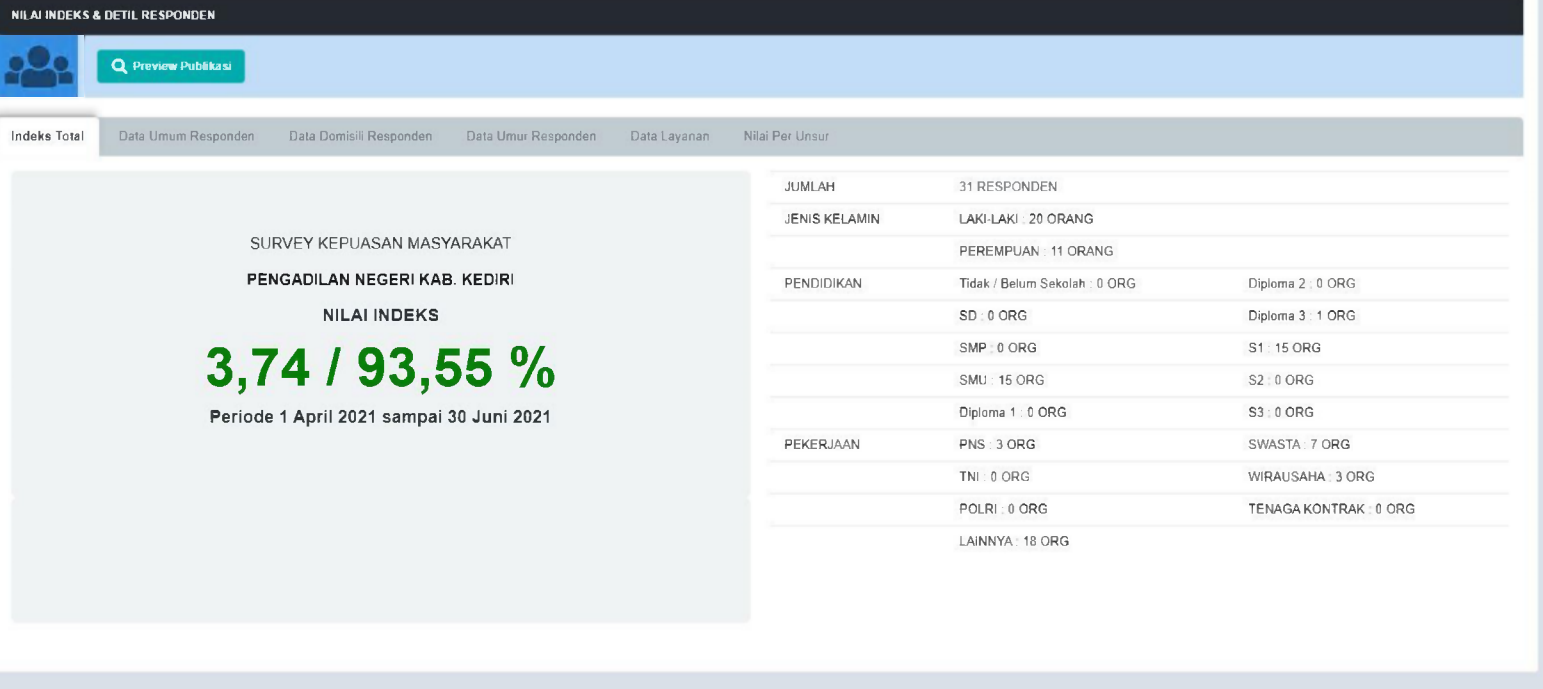 NILAI INDEKS & DETIL RESPONDEN
Preview Publikasi
Indeks Total Data Umum Responden Data Domisili Responden Data Umur Responden Data Layanan Nilai Per Unsur
SURVEY KEPUASAN MASYARAKAT
PENGADILAN NEGERI KAB. KEDIRI
NILAI INDEKS
3,74 / 93,55 %
Periode 1 April 2021 sampai 30 Juni 2021
JUMLAH 31 RESPONDEN
JENIS KELAMIN LAKI-LAKI : 20 ORANG
PEREMPUAN : 11 ORANG
PENDIDIKAN Tidak / Belum Sekolah : 0 ORG Diploma 2 : 0 ORG
SD : 0 ORG Diploma 3 : 1 ORG
SMP : 0 ORG S1 : 15 ORG
SMU : 15 ORG S2 : 0 ORG
Diploma 1 : 0 ORG S3 : 0 ORG
PEKERJAAN PNS : 3 ORG SWASTA : 7 ORG
TNI : 0 ORG WIRAUSAHA : 3 ORG
POLRI : 0 ORG TENAGA KONTRAK : 0 ORG
LAINNYA : 18 ORG